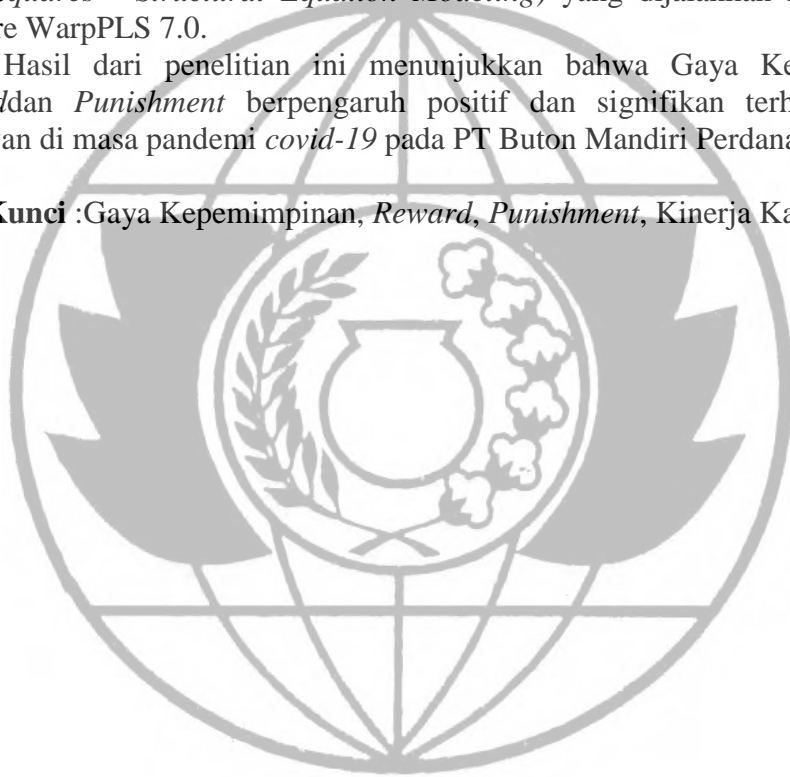 Structural Equation Modeling) yang dijalankan
re WarpPLS 7.0.
Hasil dari penelitian ini menunjukkan bahwa Gaya Ke
ddan Punishment berpengaruh positif dan signifikan terh
an di masa pandemi covid-19 pada PT Buton Mandiri Perdana
Kunci :Gaya Kepemimpinan, Reward, Punishment, Kinerja Ka